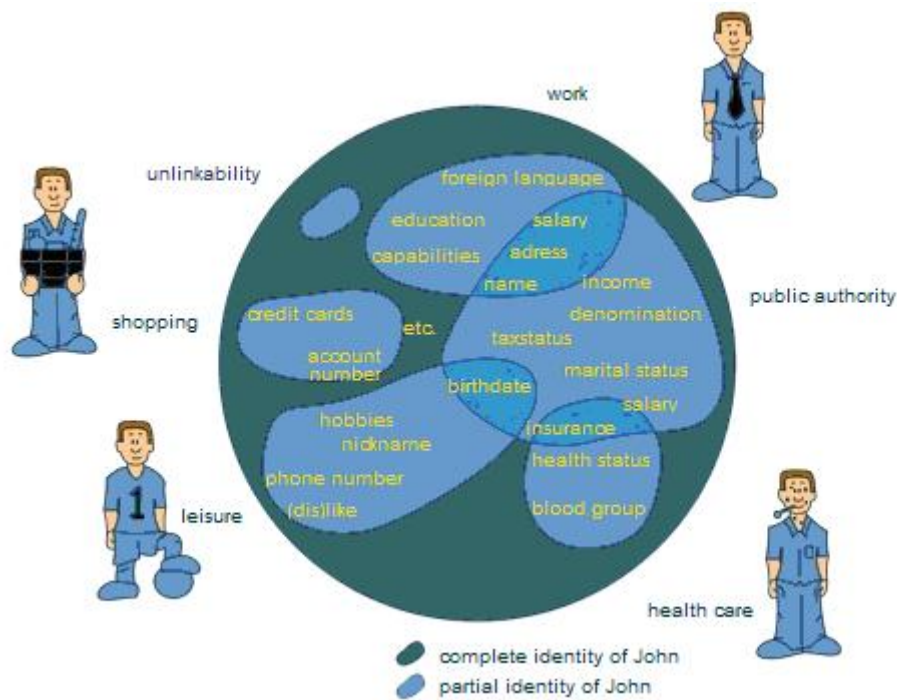 work
unlinkability
foreign language
education
salary
capabilities
adress
name
income
public authority
credit cards
etc.
denomination
shopping
taxstatus
account
number
marital status
birthdate
salary
hobbies
insurance
nickname
health status
phone number
(dis)like
blood group
leisure
health care
complete identity of John
partial identity of John
1